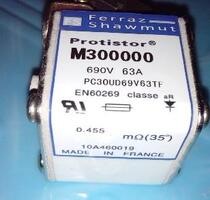 Ferraz
Shawmut
Protistor®
M300000
690V 63A
PC30UD69V63TF
EN60269 classe aR
0.455 mΩ(35°)
10A460019
MADE IN FRANCE